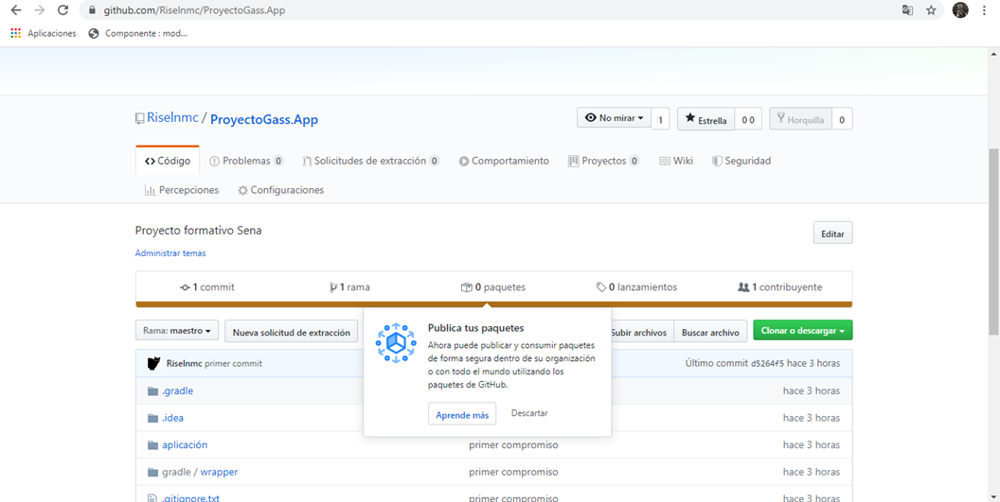 github.com/Riselnmc/ProyectoGass.App
Aplicaciones Componente : mod...
Riselnmc / ProyectoGass.App
No mirar 1 Estrella 0 0 Horquilla 0
Código Problemas 0 Solicitudes de extracción 0 Comportamiento Proyectos 0 Wiki Seguridad
Percepciones Configuraciones
Proyecto formativo Sena
Editar
Administrar temas
1 commit 1 rama 0 paquetes 0 lanzamientos 1 contribuyente
Rama: maestro Nueva solicitud de extracción Subir archivos Buscar archivo Clonar o descargar
Publica tus paquetes
Ahora puede publicar y consumir paquetes
de forma segura dentro de su organización
o con todo el mundo utilizando los
paquetes de GitHub.
Aprende más Descartar
Riselnmc primer commit Último commit d5264f5 hace 3 horas
.gradle hace 3 horas
.idea hace 3 horas
aplicación primer compromiso hace 3 horas
gradle / wrapper primer compromiso hace 3 horas
.gitignore.txt primer compromiso hace 3 horas